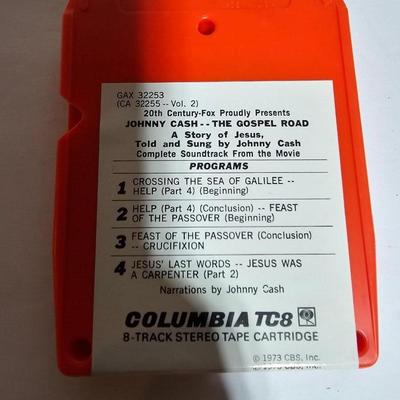 GAX 32253
(CA 32255 -- Vol. 2)
20th Century-Fox Proudly Presents
JOHNNY CASH -- THE GOSPEL ROAD
A Story of Jesus,
Told and Sung by Johnny Cash
Complete Soundtrack From the Movie
PROGRAMS
1 CROSSING THE SEA OF GALILEE --
HELP (Part 4) (Beginning)
2 HELP (Part 4) (Conclusion) -- FEAST
OF THE PASSOVER (Beginning)
3 FEAST OF THE PASSOVER (Conclusion)
-- CRUCIFIXION
4 JESUS' LAST WORDS -- JESUS WAS
A CARPENTER (Part 2)
Narrations by Johnny Cash
COLUMBIA TC8
8-TRACK STEREO TAPE CARTRIDGE
© 1973 CBS, Inc.